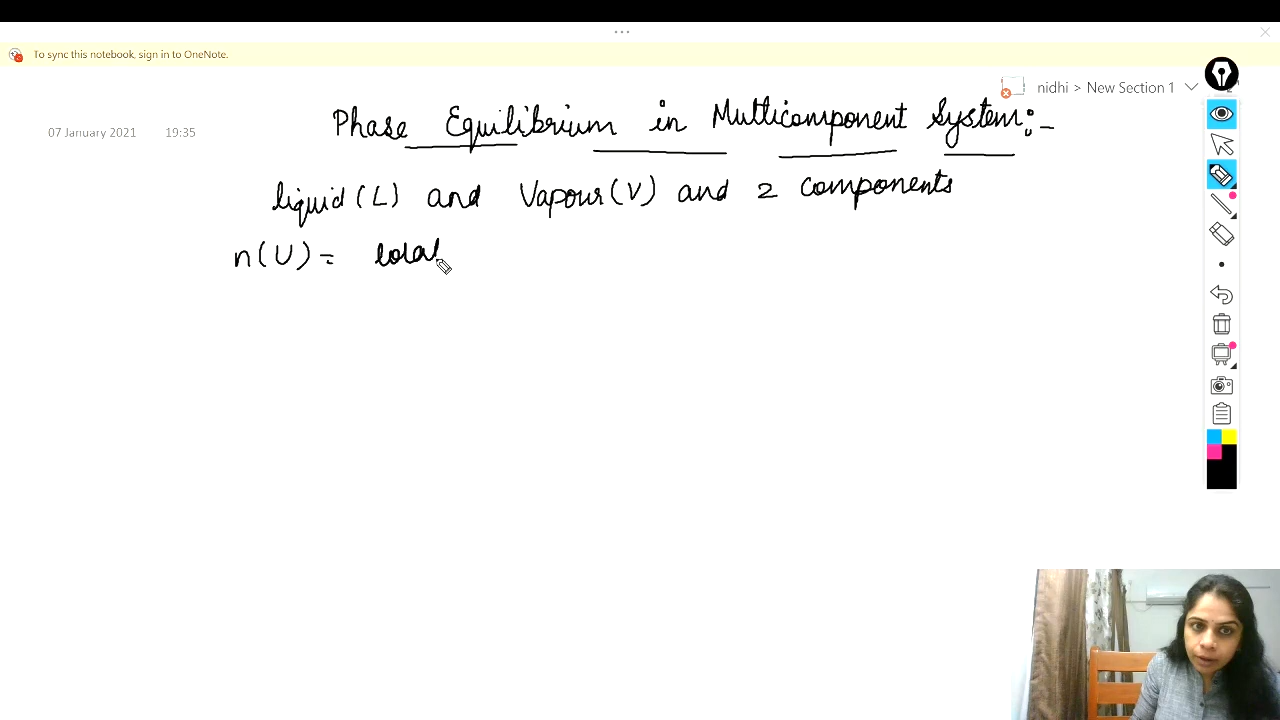 To sync this notebook, sign in to OneNote.
nidhi > New Section 1
07 January 2021 19:35
Phase Equilibrium in Multicomponent System:-
liquid (L) and Vapour (V) and 2 components
n(U) = total